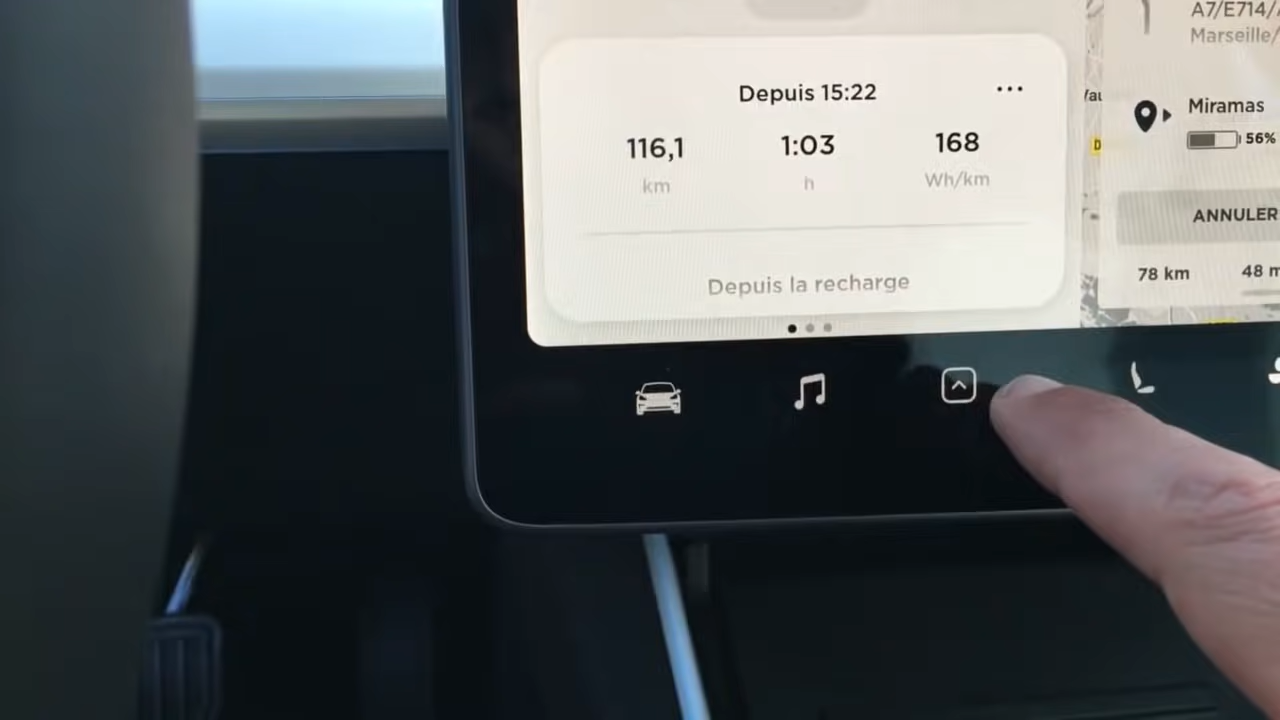 Depuis 15:22
116,1 1:03 168
km h Wh/km
Depuis la recharge
A7/E714/
Marseille/
Miramas
56%
ANNULER
78 km 48 m
D